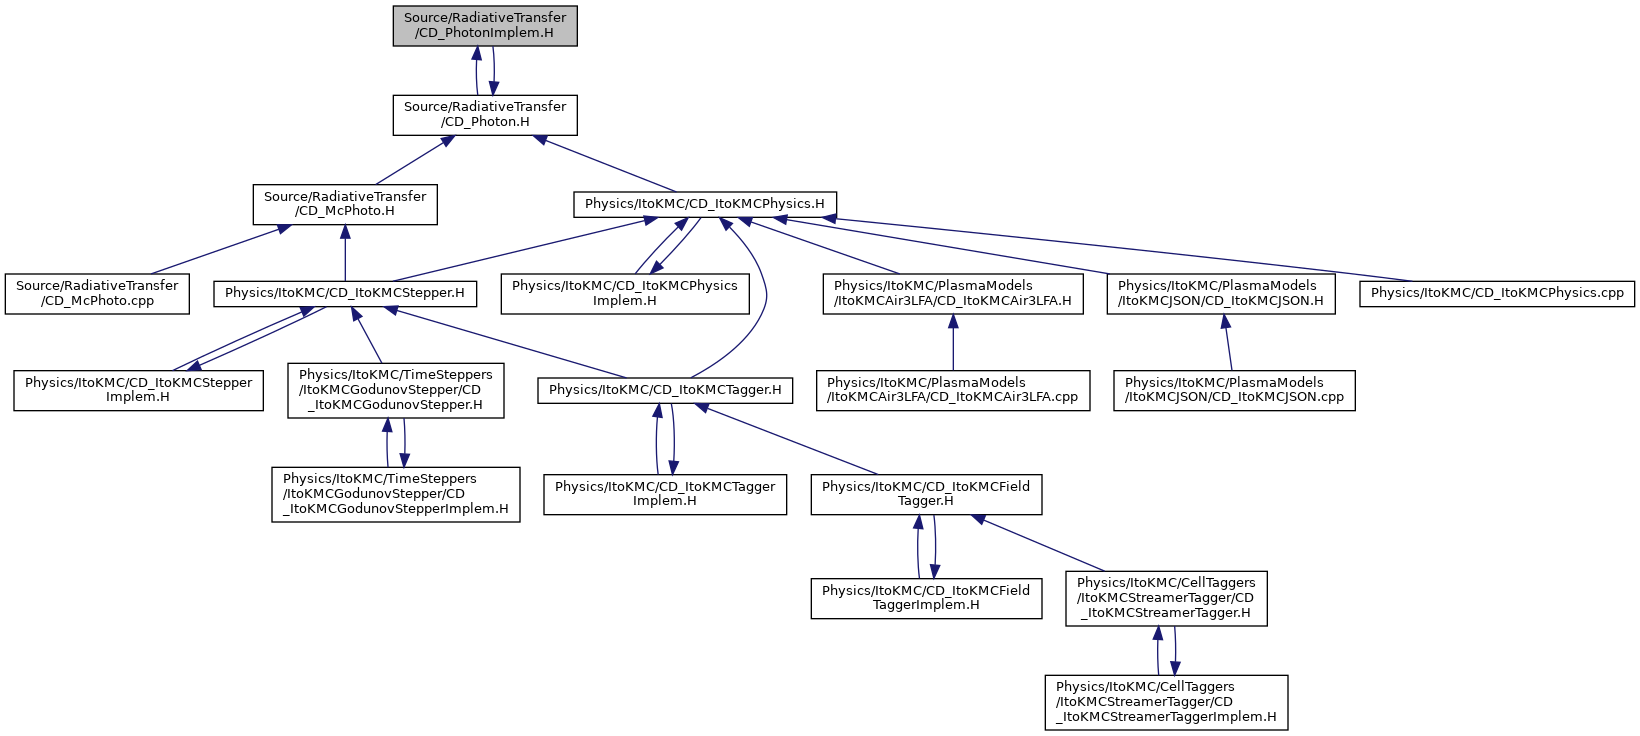 Source/RadiativeTransfer
/CD_PhotonImplem.H
Source/RadiativeTransfer
/CD_Photon.H
Source/RadiativeTransfer
/CD_McPhoto.H
Physics/ItoKMC/CD_ItoKMCPhysics.H
Source/RadiativeTransfer
/CD_McPhoto.cpp
Physics/ItoKMC/CD_ItoKMCStepper.H
Physics/ItoKMC/CD_ItoKMCPhysics
Implem.H
Physics/ItoKMC/PlasmaModels
/ItoKMCAir3LFA/CD_ItoKMCAir3LFA.H
Physics/ItoKMC/PlasmaModels
/ItoKMCJSON/CD_ItoKMCJSON.H
Physics/ItoKMC/CD_ItoKMCPhysics.cpp
Physics/ItoKMC/CD_ItoKMCStepper
Implem.H
Physics/ItoKMC/TimeSteppers
/ItoKMCGodunovStepper/CD
_ItoKMCGodunovStepper.H
Physics/ItoKMC/CD_ItoKMCTagger.H
Physics/ItoKMC/PlasmaModels
/ItoKMCAir3LFA/CD_ItoKMCAir3LFA.cpp
Physics/ItoKMC/PlasmaModels
/ItoKMCJSON/CD_ItoKMCJSON.cpp
Physics/ItoKMC/TimeSteppers
/ItoKMCGodunovStepper/CD
_ItoKMCGodunovStepperImplem.H
Physics/ItoKMC/CD_ItoKMCTagger
Implem.H
Physics/ItoKMC/CD_ItoKMCField
Tagger.H
Physics/ItoKMC/CD_ItoKMCField
TaggerImplem.H
Physics/ItoKMC/CellTaggers
/ItoKMCStreamerTagger/CD
_ItoKMCStreamerTagger.H
Physics/ItoKMC/CellTaggers
/ItoKMCStreamerTagger/CD
_ItoKMCStreamerTaggerImplem.H